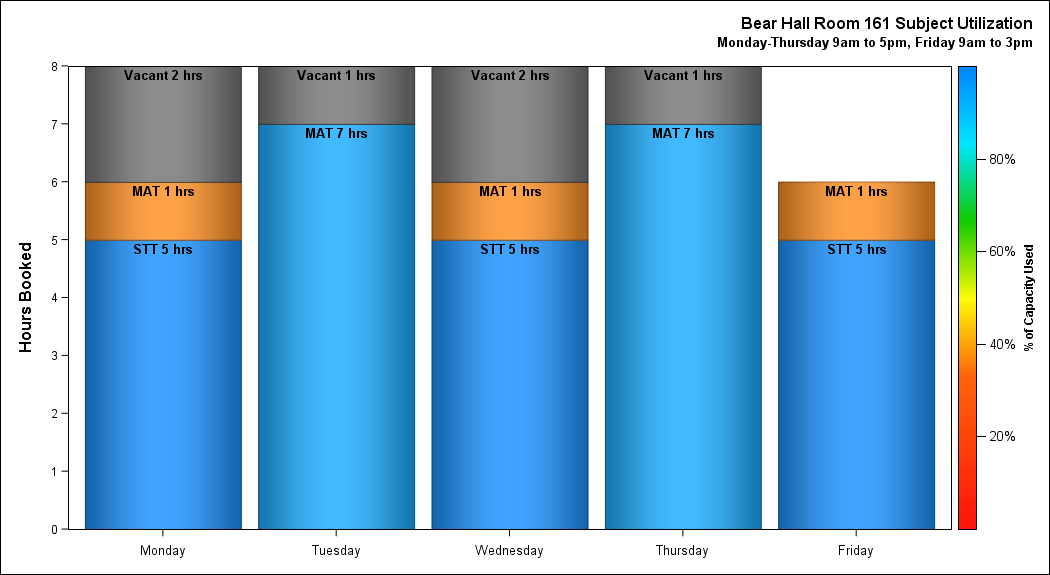 Bear Hall Room 161 Subject Utilization
Monday-Thursday 9am to 5pm, Friday 9am to 3pm
Hours Booked
8
7
6
5
4
3
2
1
0
Vacant 2 hrs
MAT 1 hrs
STT 5 hrs
Vacant 1 hrs
MAT 7 hrs
Vacant 2 hrs
MAT 1 hrs
STT 5 hrs
Vacant 1 hrs
MAT 7 hrs
MAT 1 hrs
STT 5 hrs
Monday
Tuesday
Wednesday
Thursday
Friday
80%
60%
40%
20%
% of Capacity Used